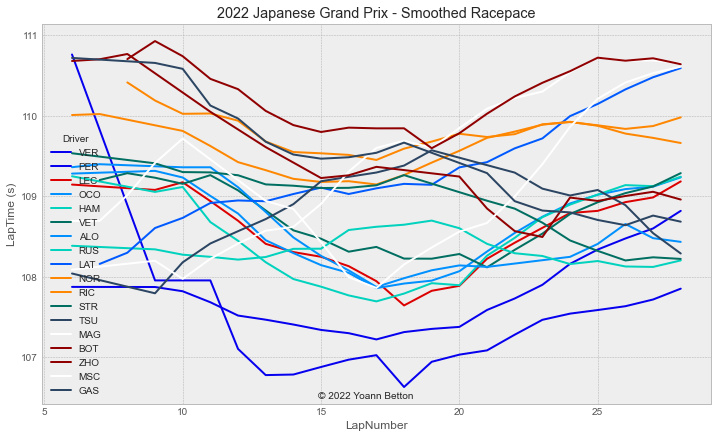 2022 Japanese Grand Prix - Smoothed Racepace
111
110
109
108
107
LapTime (s)
Driver
VER
PER
LEC
OCO
HAM
VET
ALO
RUS
LAT
NOR
RIC
STR
TSU
MAG
BOT
ZHO
MSC
GAS
© 2022 Yoann Betton
5
10
15
20
25
LapNumber